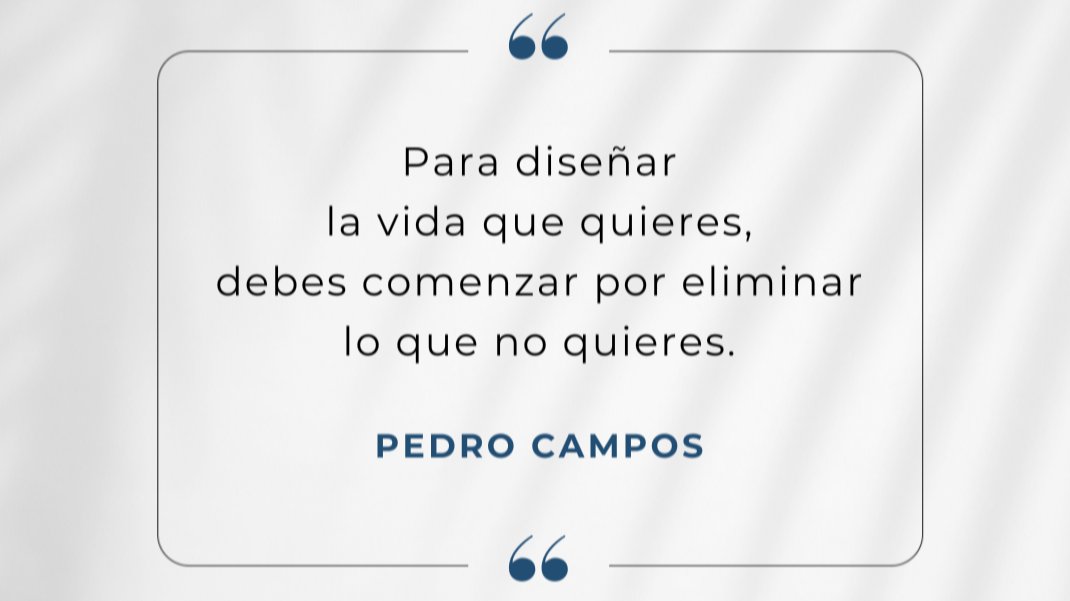 Para diseñar
la vida que quieres,
debes comenzar por eliminar
lo que no quieres.
PEDRO CAMPOS